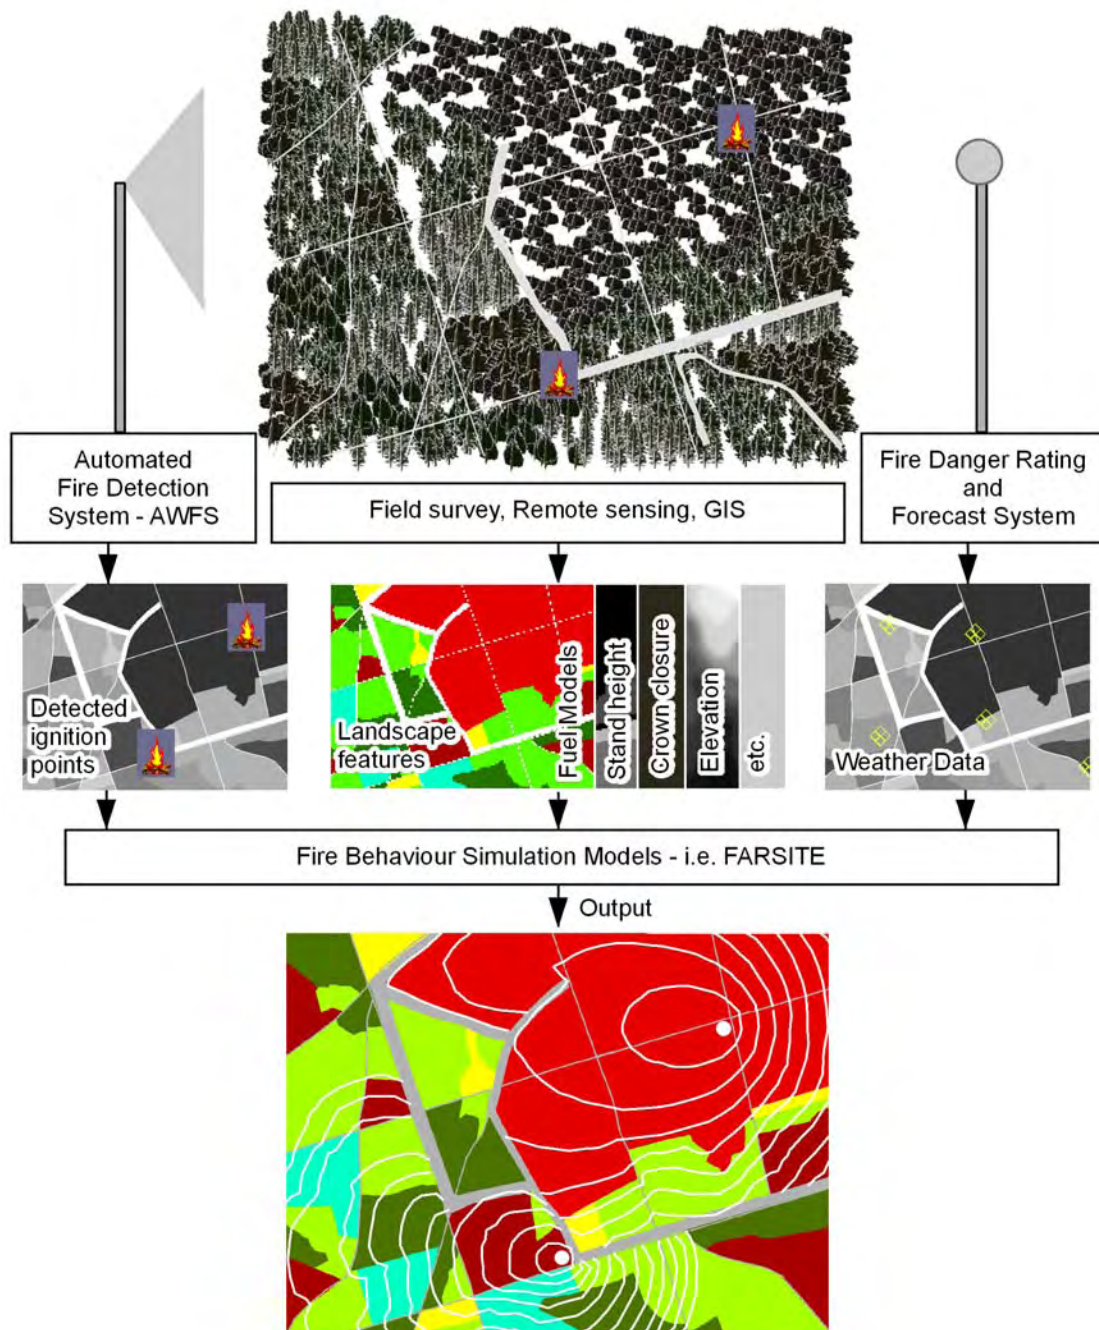 Automated
Fire Detection
System - AWFS
Field survey, Remote sensing, GIS
Fire Danger Rating
and
Forecast System
Detected
ignition
points
Landscape
features
Fuel Models
Stand height
Crown closure
Elevation
etc.
Weather Data
Fire Behaviour Simulation Models - i.e. FARSITE
Output